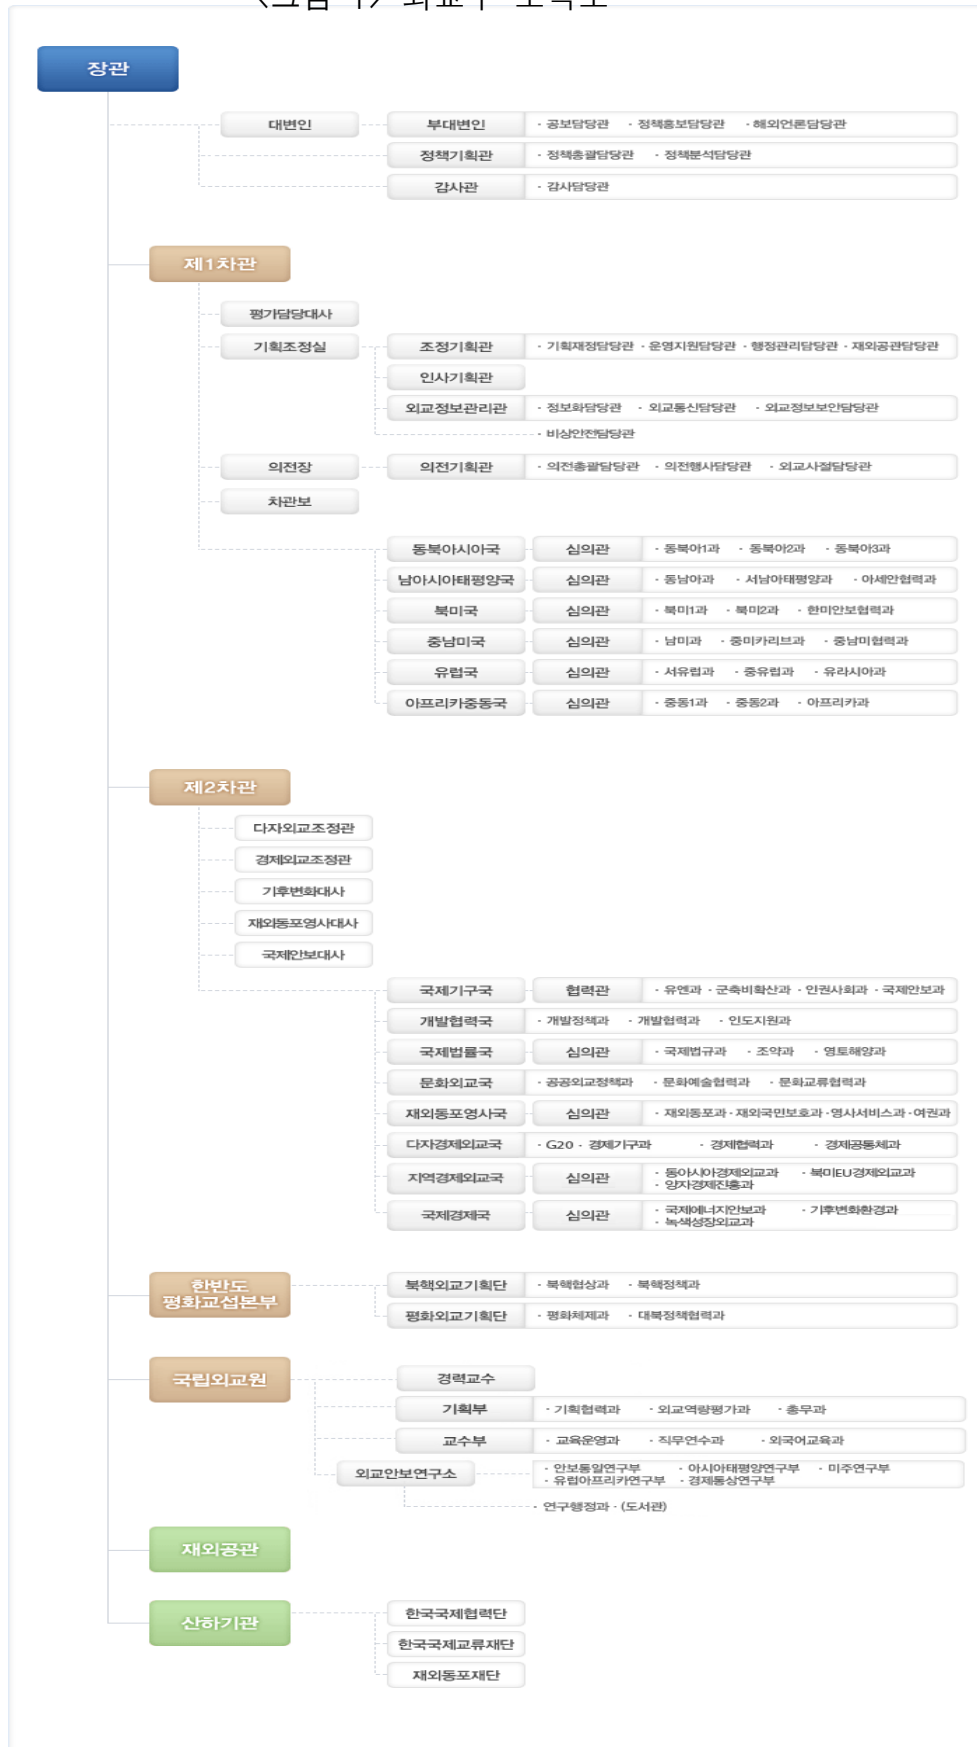 <그림 1> 외교부 조직도
장관
대변인 부대변인 · 공보담당관 · 정책홍보담당관 · 해외언론담당관
정책기획관 · 정책총괄담당관 · 정책분석담당관
감사관 · 감사담당관
제1차관
평가담당대사
기획조정실 조정기획관 · 기획재정담당관 · 운영지원담당관 · 행정관리담당관 · 재외공관담당관
인사기획관
외교정보관리관 · 정보화담당관 · 외교통신담당관 · 외교정보보안담당관
· 비상안전담당관
의전장 의전기획관 · 의전총괄담당관 · 의전행사담당관 · 외교사절담당관
차관보
동북아시아국 심의관 · 동북아1과 · 동북아2과 · 동북아3과
남아시아태평양국 심의관 · 동남아과 · 서남아태평양과 · 아세안협력과
북미국 심의관 · 북미1과 · 북미2과 · 한미안보협력과
중남미국 심의관 · 남미과 · 중미카리브과 · 중남미협력과
유럽국 심의관 · 서유럽과 · 중유럽과 · 유라시아과
아프리카중동국 심의관 · 중동1과 · 중동2과 · 아프리카과
제2차관
다자외교조정관
경제외교조정관
기후변화대사
재외동포영사대사
국제안보대사
국제기구국 협력관 · 유엔과 · 군축비확산과 · 인권사회과 · 국제안보과
개발협력국 · 개발정책과 · 개발협력과 · 인도지원과
국제법률국 심의관 · 국제법규과 · 조약과 · 영토해양과
문화외교국 · 공공외교정책과 · 문화예술협력과 · 문화교류협력과
재외동포영사국 심의관 · 재외동포과 · 재외국민보호과 · 영사서비스과 · 여권과
다자경제외교국 · G20 · 경제기구과 · 경제협력과 · 경제공동체과
지역경제외교국 심의관 · 동아시아경제외교과 · 북미EU경제외교과
· 양자경제진흥과
국제경제국 심의관 · 국제에너지안보과 · 기후변화환경과
· 녹색성장외교과
한반도
평화교섭본부
북핵외교기획단 · 북핵협상과 · 북핵정책과
평화외교기획단 · 평화체제과 · 대북정책협력과
국립외교원 경력교수
기획부 · 기획협력과 · 외교역량평가과 · 총무과
교수부 · 교육운영과 · 직무연수과 · 외국어교육과
외교안보연구소 · 안보통일연구부 · 아시아태평양연구부 · 미주연구부
· 유럽아프리카연구부 · 경제통상연구부
· 연구행정과 · (도서관)
재외공관
산하기관 한국국제협력단
한국국제교류재단
재외동포재단